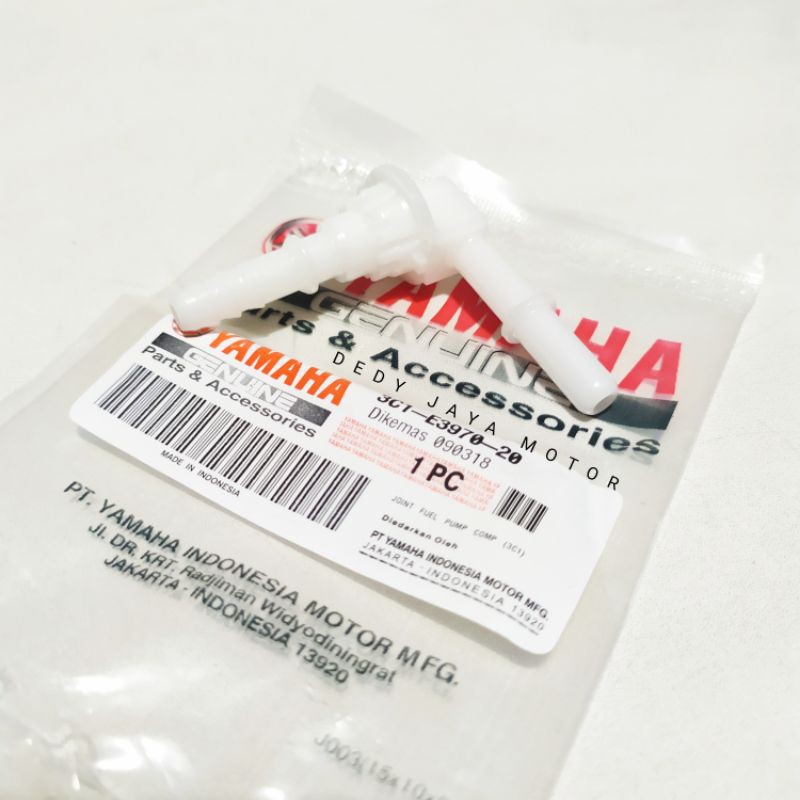 YAMAHA
GENUINE
Parts & Accessories
YAMAHA
GENUINE
Parts & Accessories
DEDY JAYA MOTOR
3C1-E3970-20
Dikemas 090318
1 PC
MADE IN INDONESIA
JOINT FUEL PUMP COMP (3C1)
Diedarkan Oleh
PT YAMAHA INDONESIA MOTOR MFG.
JAKARTA - INDONESIA 13920
PT. YAMAHA INDONESIA MOTOR MFG.
Jl. DR. KRT. Radjiman Widyodiningrat
JAKARTA - INDONESIA 13920